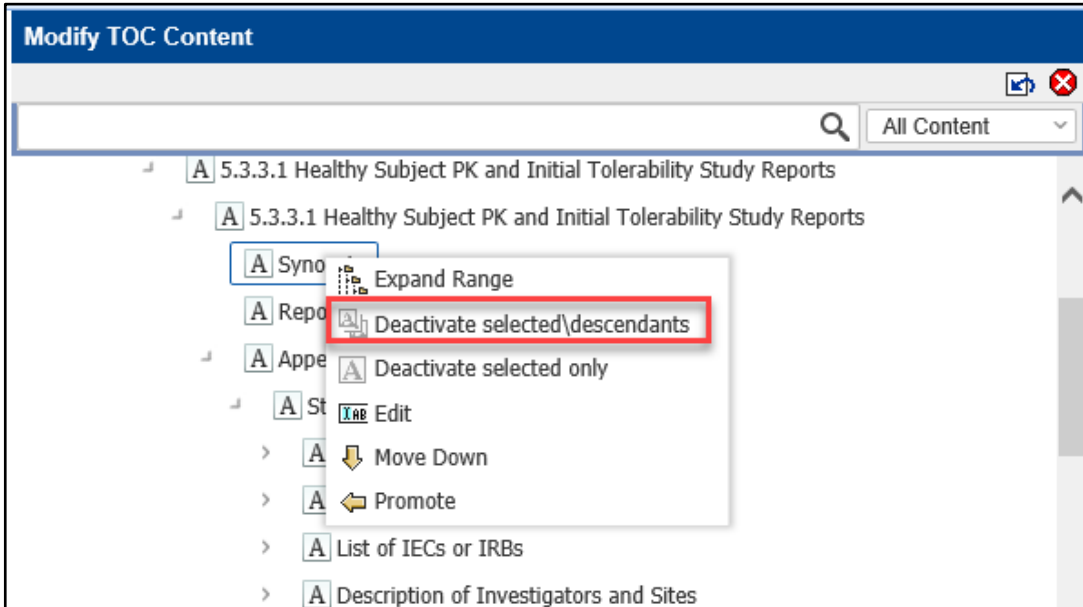 Modify TOC Content
All Content
A 5.3.3.1 Healthy Subject PK and Initial Tolerability Study Reports
A 5.3.3.1 Healthy Subject PK and Initial Tolerability Study Reports
A Syno
Expand Range
A Repo
Deactivate selected\descendants
A Appe
A Deactivate selected only
A St
Edit
A
Move Down
A
Promote
A List of IECs or IRBs
A Description of Investigators and Sites